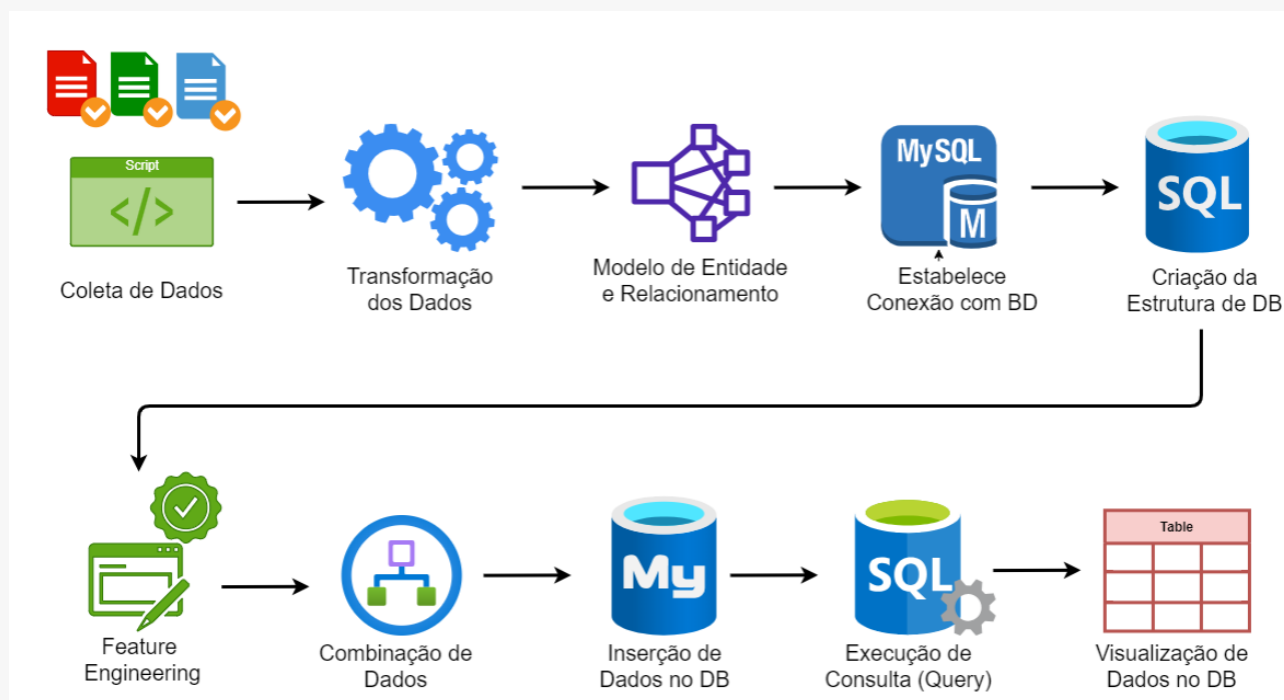 Script
</>
Coleta de Dados
Transformação
dos Dados
Modelo de Entidade
e Relacionamento
MySQL
M
Estabelece
Conexão com BD
SQL
Criação da
Estrutura de DB
Feature
Engineering
Combinação de
Dados
My
Inserção de
Dados no DB
SQL
Execução de
Consulta (Query)
Table
Visualização de
Dados no DB